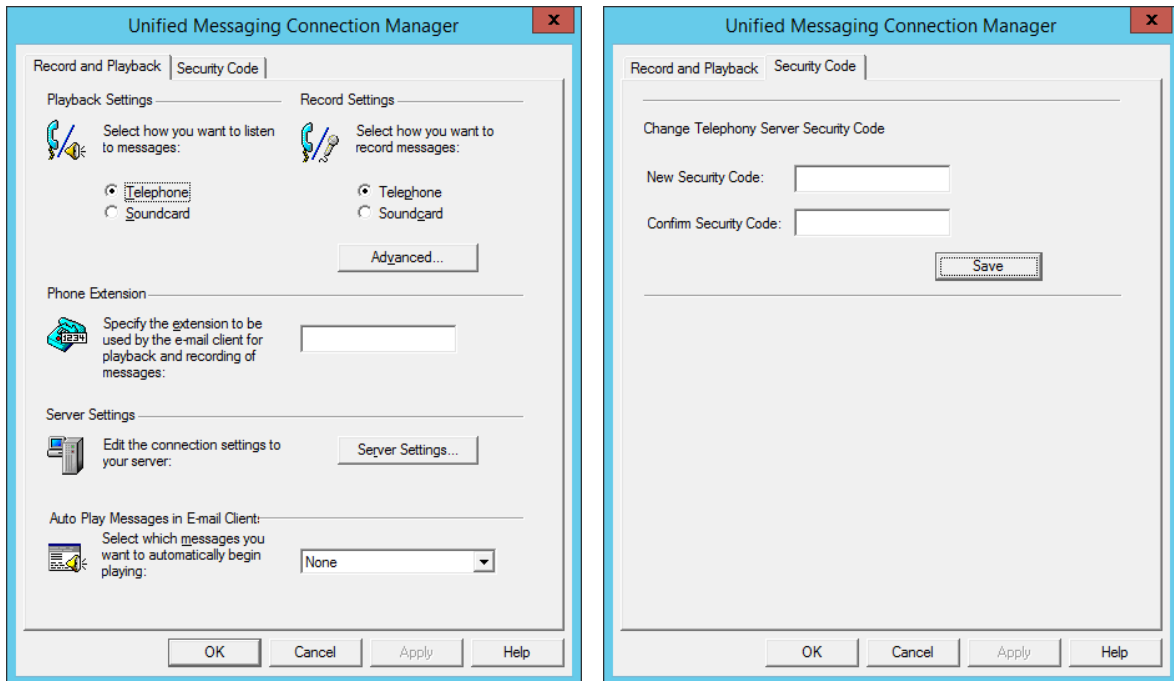 Unified Messaging Connection Manager
x
Record and Playback
Security Code
Playback Settings
Select how you want to listen
to messages:
Telephone
Soundcard
Record Settings
Select how you want to
record messages:
Telephone
Soundcard
Advanced...
Phone Extension
Specify the extension to be
used by the e-mail client for
playback and recording of
messages:
1234
Server Settings
Edit the connection settings to
your server:
Server Settings...
Auto Play Messages in E-mail Client:
Select which messages you
want to automatically begin
playing:
None
OK
Cancel
Apply
Help
Unified Messaging Connection Manager
x
Record and Playback
Security Code
Change Telephony Server Security Code
New Security Code:
Confirm Security Code:
Save
OK
Cancel
Apply
Help